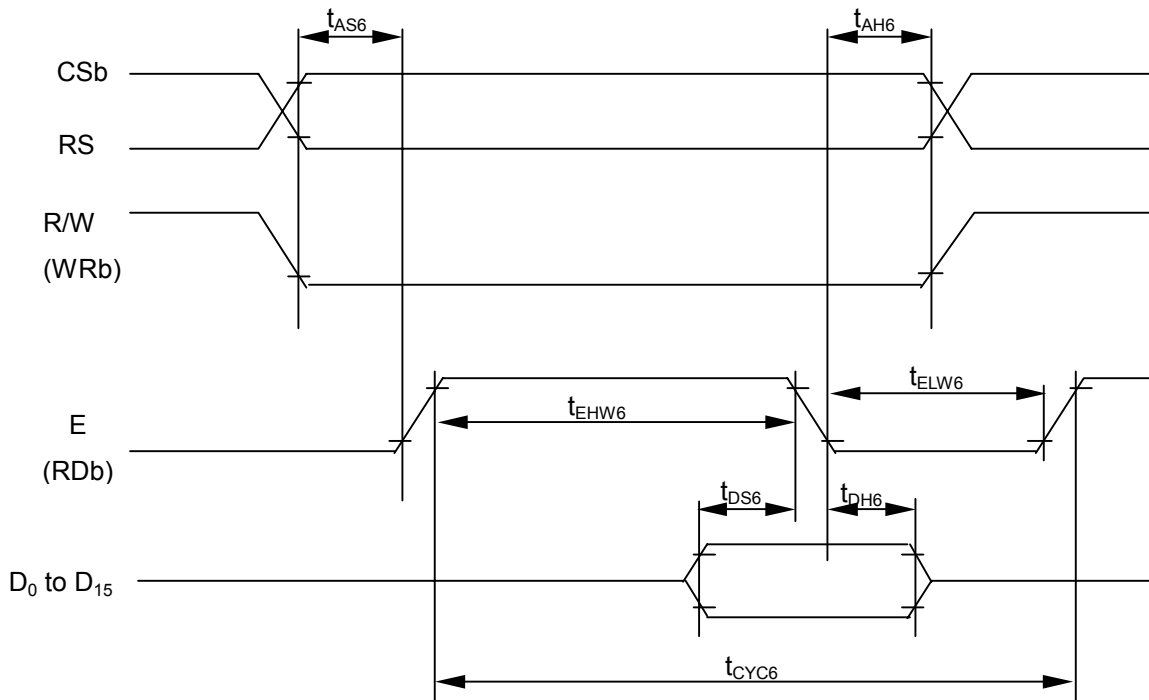 tAS6
tAH6
CSb
RS
R/W
(WRb)
tELW6
tEHW6
E
(RDb)
tDS6
tDH6
D0 to D15
tCYC6